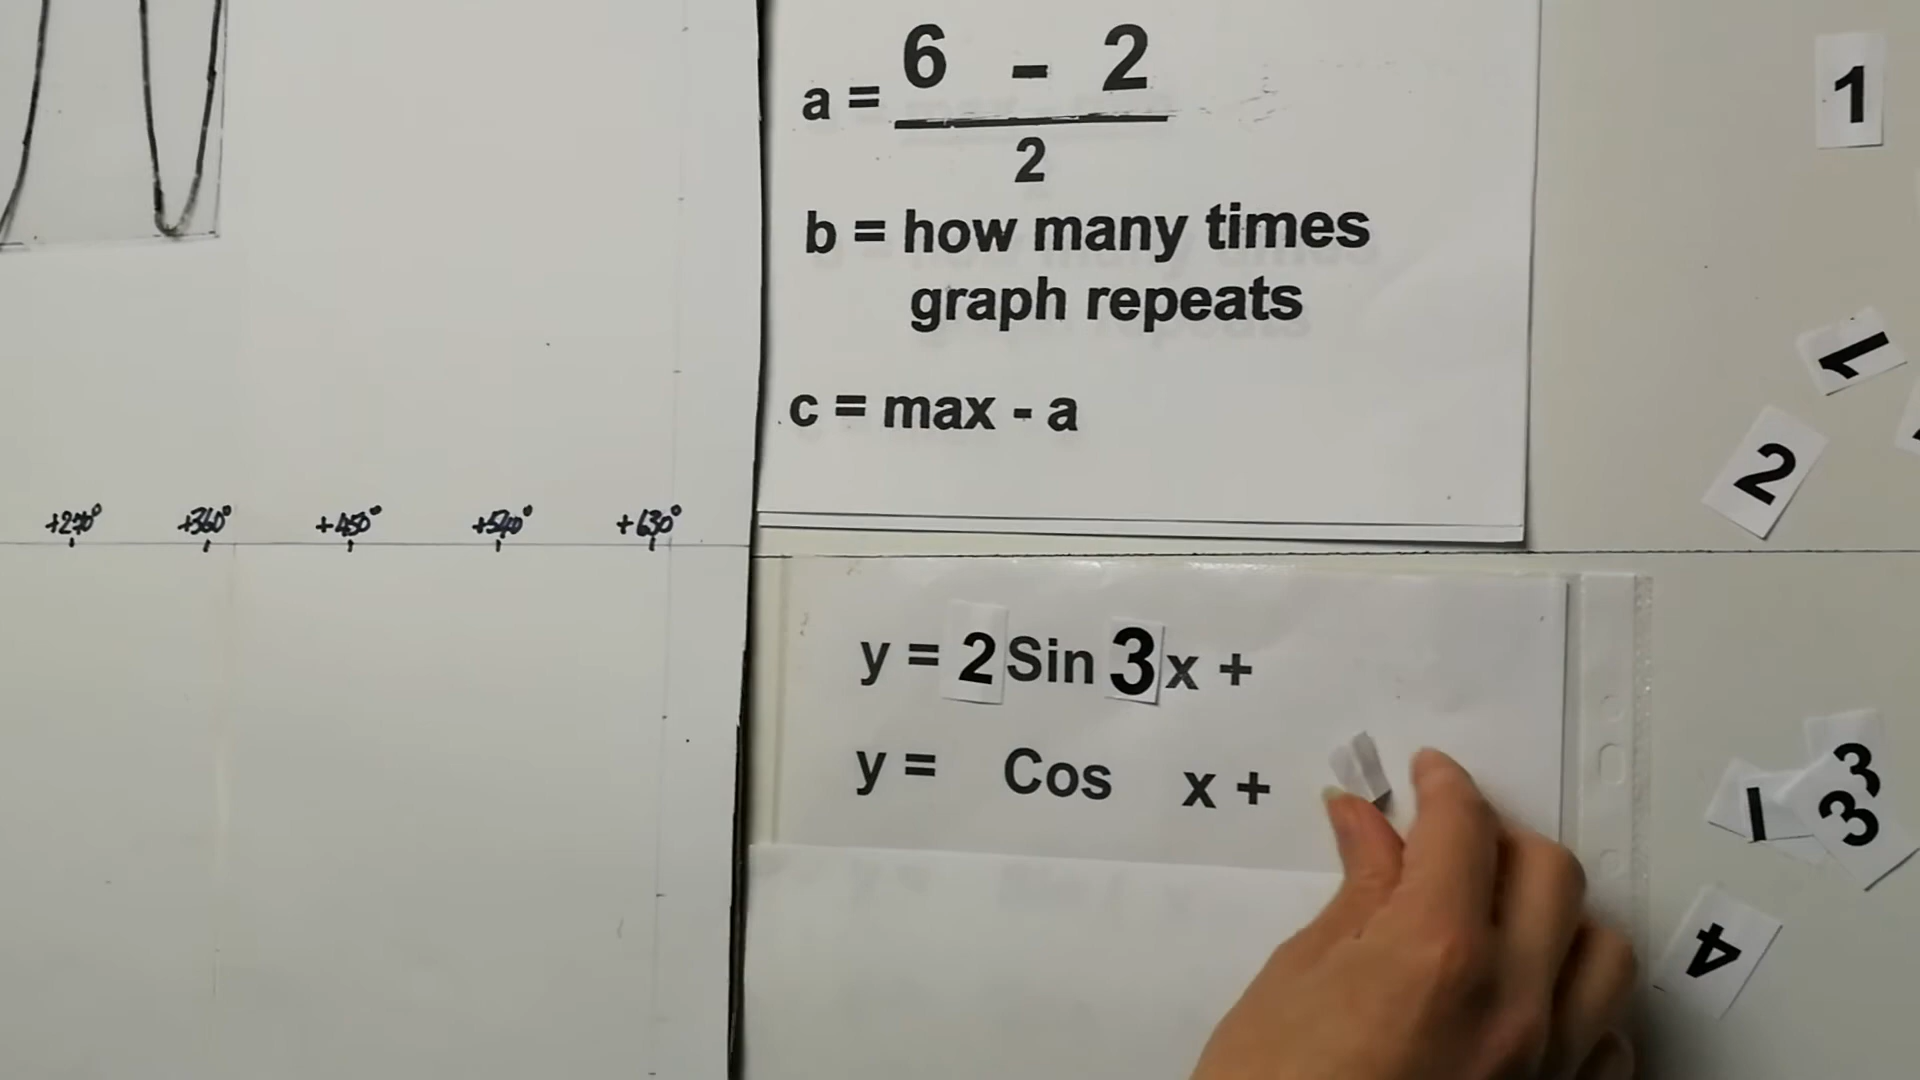 6 - 2
a =
2
b = how many times
graph repeats
c = max - a
+270° +360° +450° +540° +630°
y = 2 Sin 3 x +
y = Cos x +
1
1
2
3
1 3
4